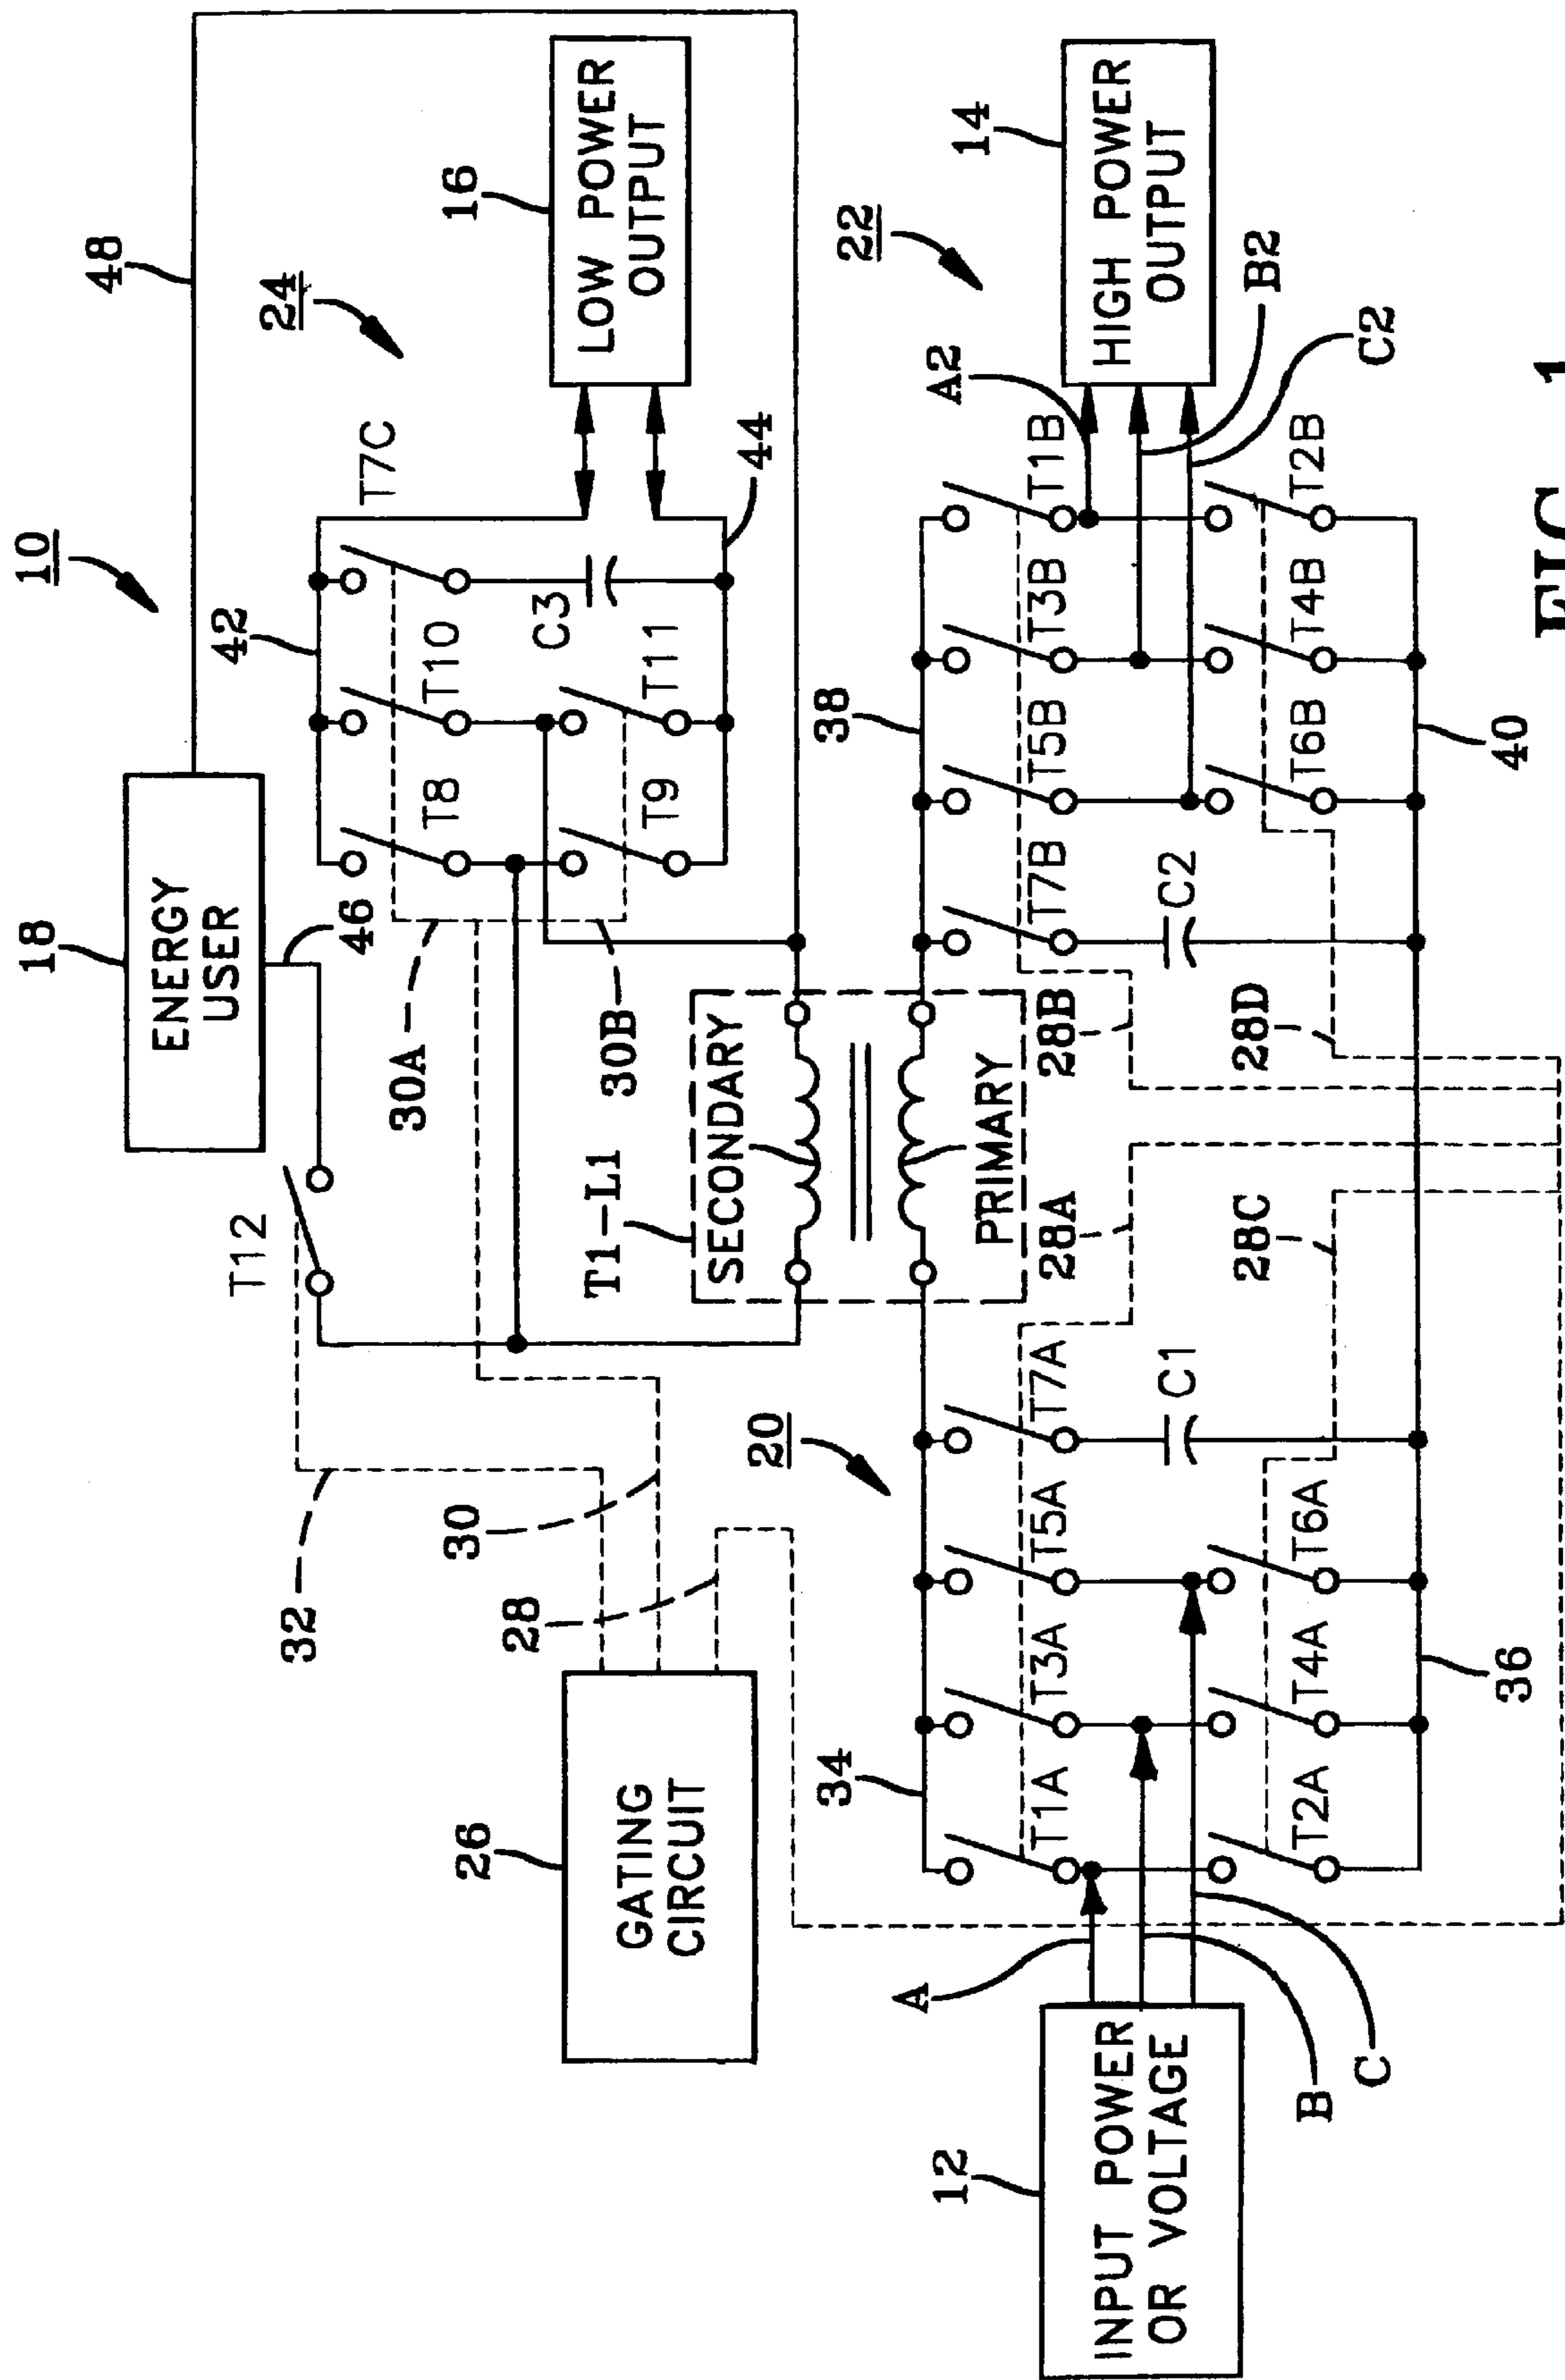 10
48
18
ENERGY
USER
46
T12
42
24
T7C
16
LOW POWER
OUTPUT
T8
T10
C3
T9
T11
44
30A
30B
32
30
28
26
GATING
CIRCUIT
T1-L1
SECONDARY
PRIMARY
20
34
38
22
14
HIGH POWER
OUTPUT
A2
B2
C2
12
INPUT POWER
OR VOLTAGE
A
B
C
T1A
T3A
T5A
T7A
28A
28B
T7B
T5B
T3B
T1B
C1
C2
T2A
T4A
T6A
28C
28D
T6B
T4B
T2B
36
40
FIG. 1